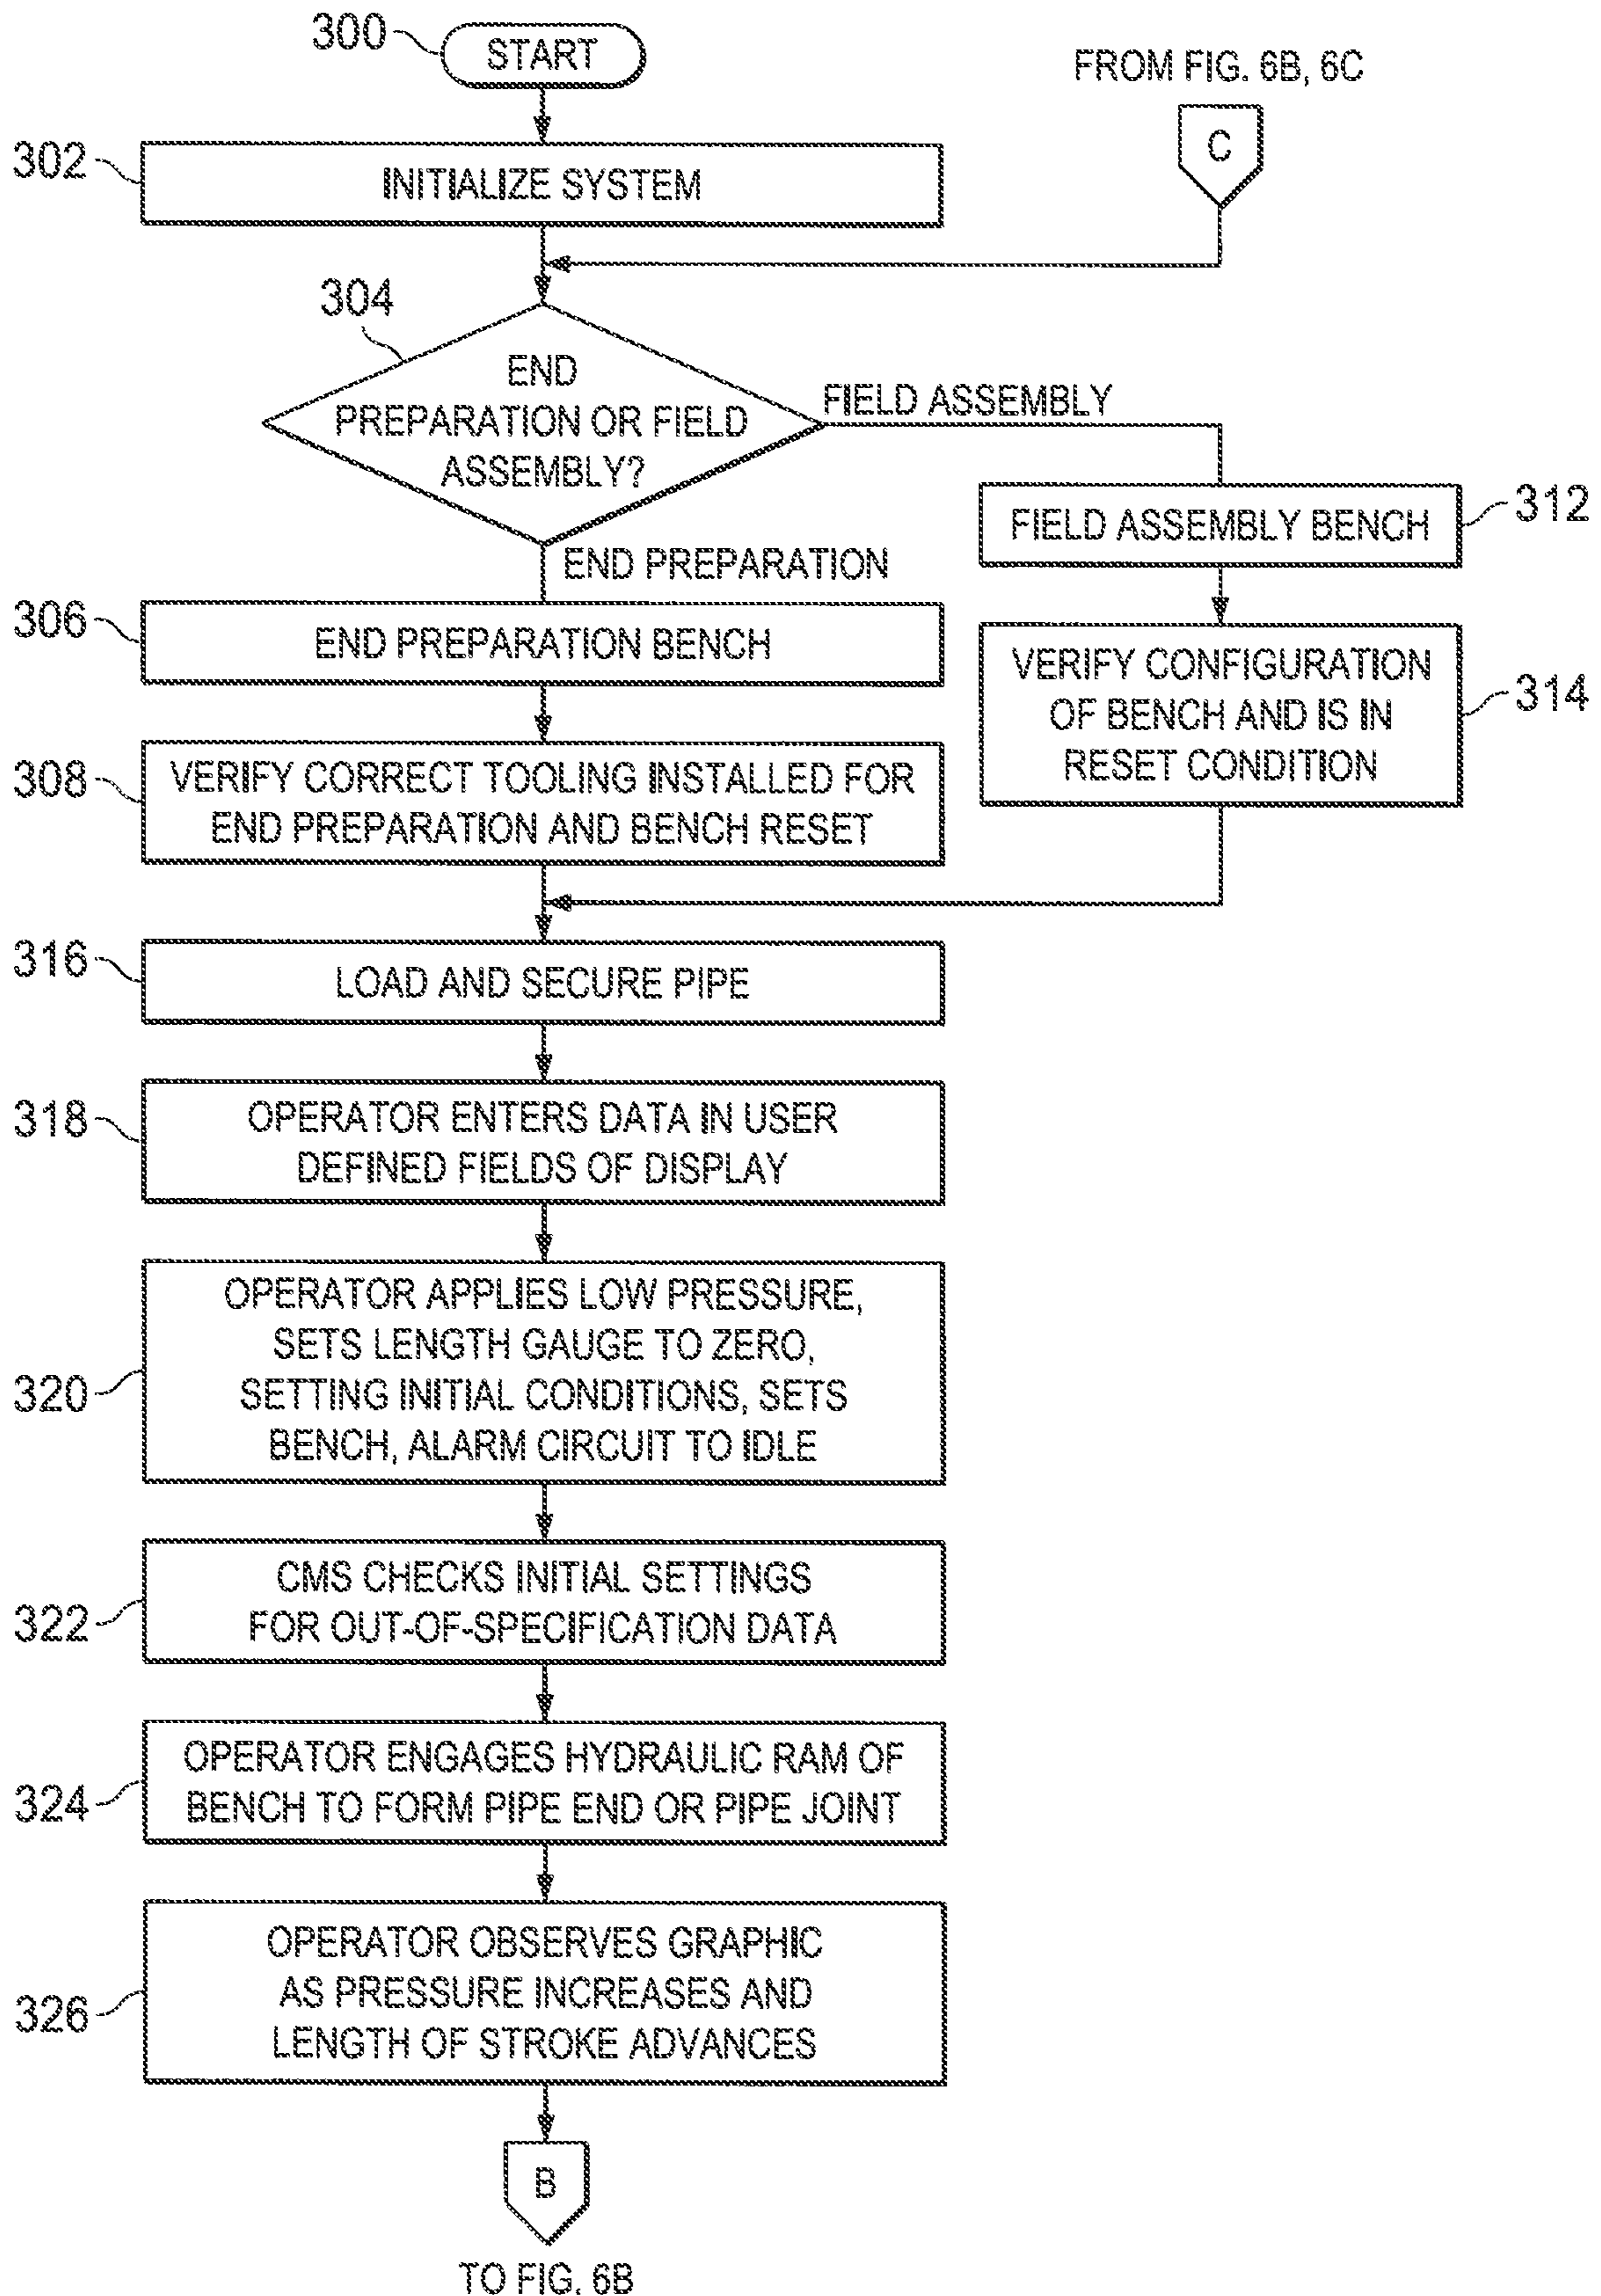 300
START
FROM FIG. 6B, 6C
C
302
INITIALIZE SYSTEM
304
END
PREPARATION OR FIELD
ASSEMBLY?
FIELD ASSEMBLY
END PREPARATION
312
FIELD ASSEMBLY BENCH
306
END PREPARATION BENCH
314
VERIFY CONFIGURATION
OF BENCH AND IS IN
RESET CONDITION
308
VERIFY CORRECT TOOLING INSTALLED FOR
END PREPARATION AND BENCH RESET
316
LOAD AND SECURE PIPE
318
OPERATOR ENTERS DATA IN USER
DEFINED FIELDS OF DISPLAY
320
OPERATOR APPLIES LOW PRESSURE,
SETS LENGTH GAUGE TO ZERO,
SETTING INITIAL CONDITIONS, SETS
BENCH, ALARM CIRCUIT TO IDLE
322
CMS CHECKS INITIAL SETTINGS
FOR OUT-OF-SPECIFICATION DATA
324
OPERATOR ENGAGES HYDRAULIC RAM OF
BENCH TO FORM PIPE END OR PIPE JOINT
326
OPERATOR OBSERVES GRAPHIC
AS PRESSURE INCREASES AND
LENGTH OF STROKE ADVANCES
B
TO FIG. 6B